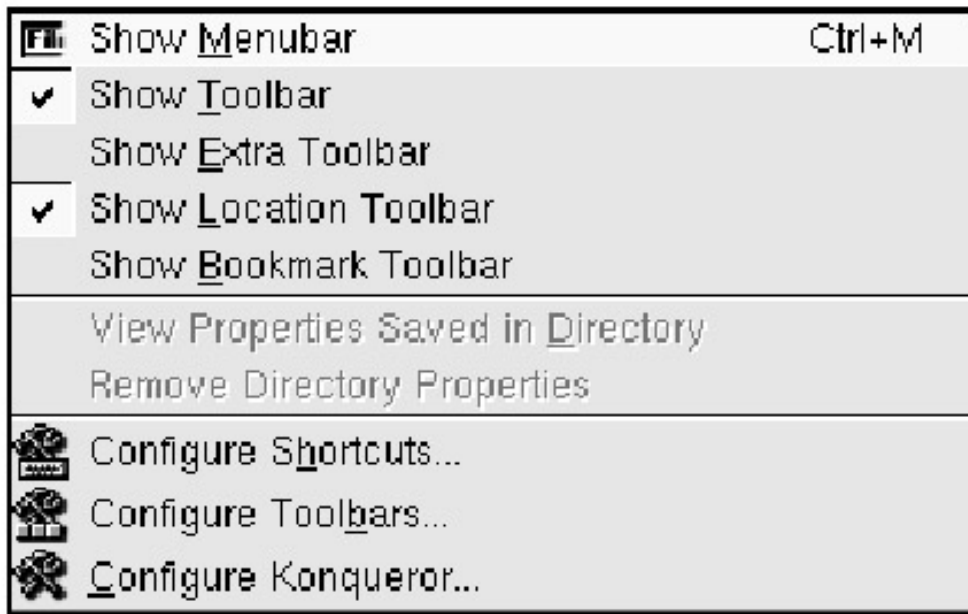 Show Menubar Ctrl+M
Show Toolbar
Show Extra Toolbar
Show Location Toolbar
Show Bookmark Toolbar
View Properties Saved in Directory
Remove Directory Properties
Configure Shortcuts...
Configure Toolbars...
Configure Konqueror...